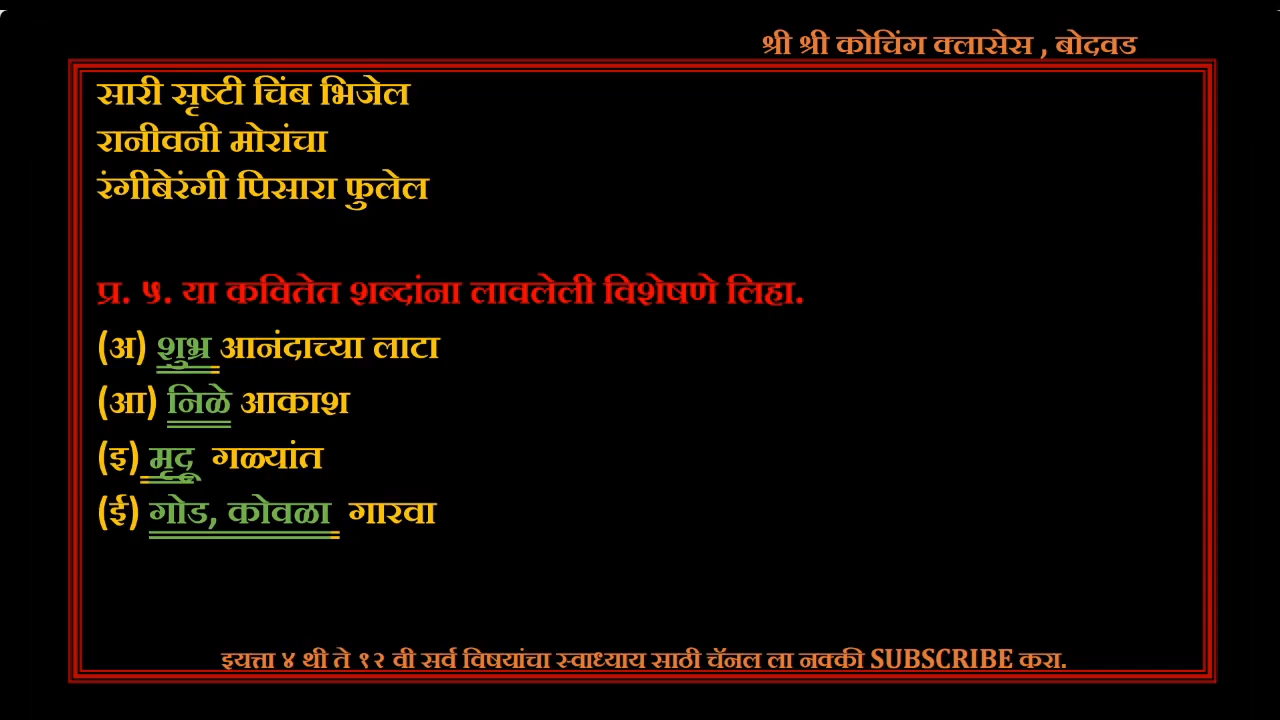 श्री श्री कोचिंग क्लासेस , बोदवड
सारी सृष्टी चिंब भिजेल
रानीवनी मोरांचा
रंगीबेरंगी पिसारा फुलेल
प्र. ५. या कवितेत शब्दांना लावलेली विशेषणे लिहा.
(अ) शुभ्र आनंदाच्या लाटा
(आ) निळे आकाश
(इ) मृदू गळ्यांत
(ई) गोड, कोवळा गारवा
इयत्ता ४ थी ते १२ वी सर्व विषयांचा स्वाध्याय साठी चॅनल ला नक्की SUBSCRIBE करा.